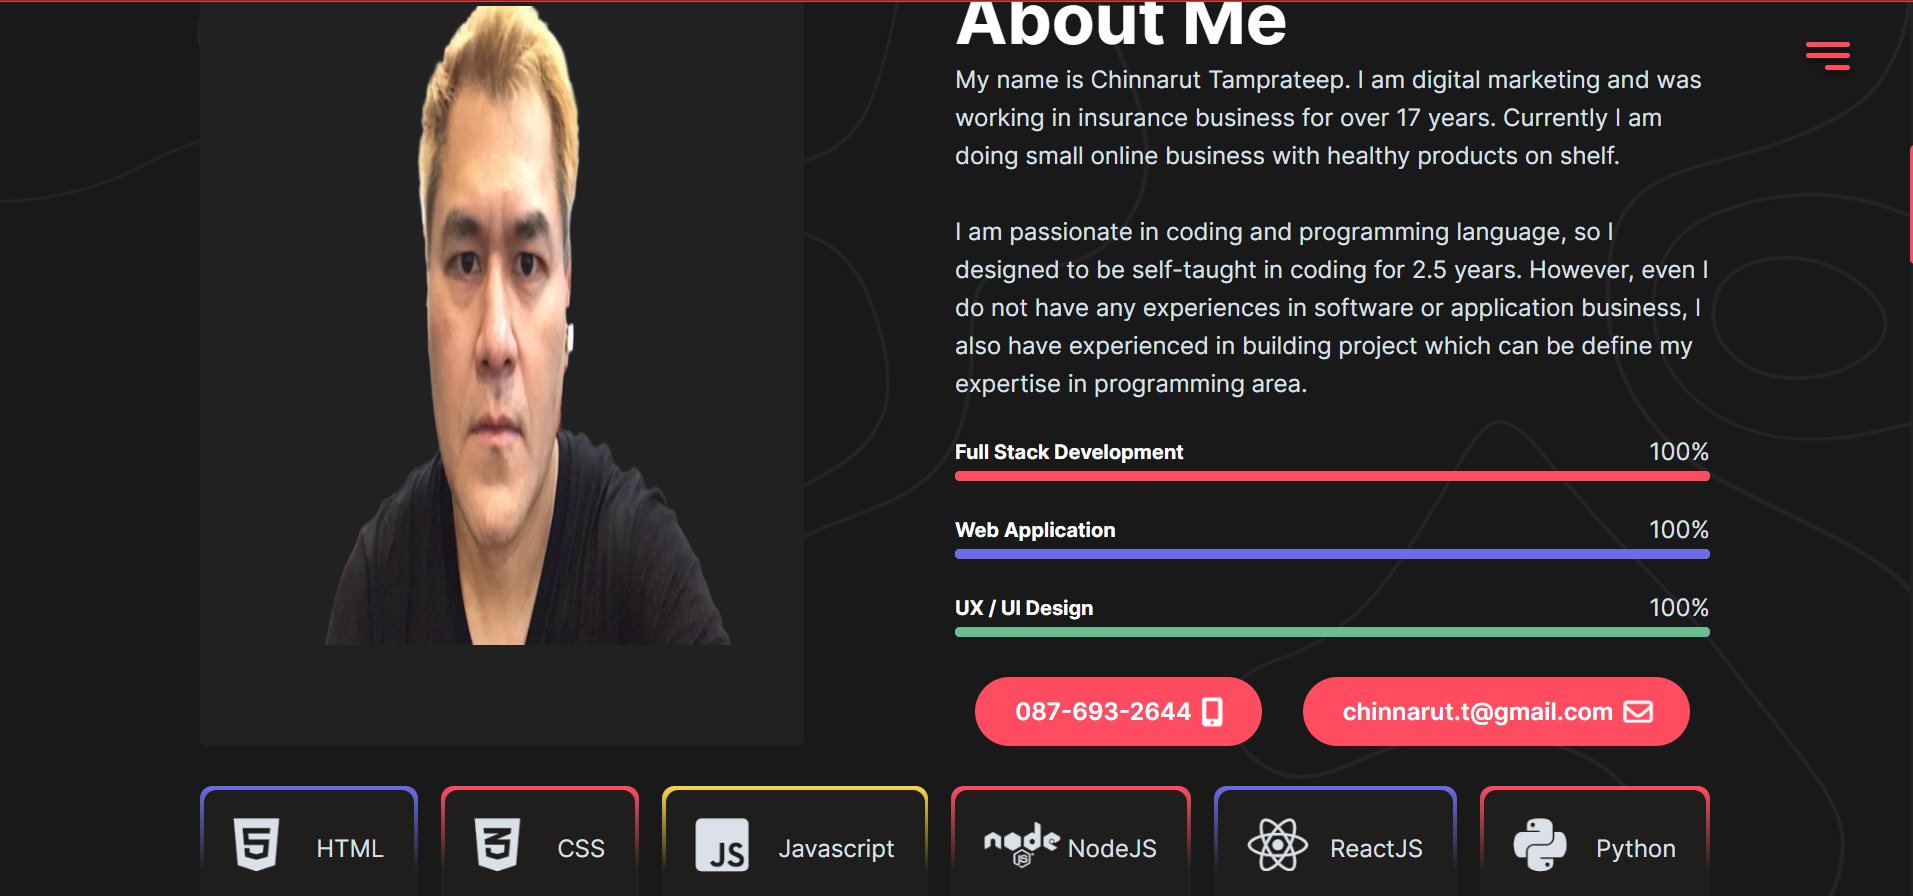 About Me
My name is Chinnarut Tamprateep. I am digital marketing and was
working in insurance business for over 17 years. Currently I am
doing small online business with healthy products on shelf.
I am passionate in coding and programming language, so I
designed to be self-taught in coding for 2.5 years. However, even I
do not have any experiences in software or application business, I
also have experienced in building project which can be define my
expertise in programming area.
Full Stack Development 100%
Web Application 100%
UX / UI Design 100%
087-693-2644
chinnarut.t@gmail.com
5 HTML
3 CSS
JS Javascript
node JS NodeJS
ReactJS
Python